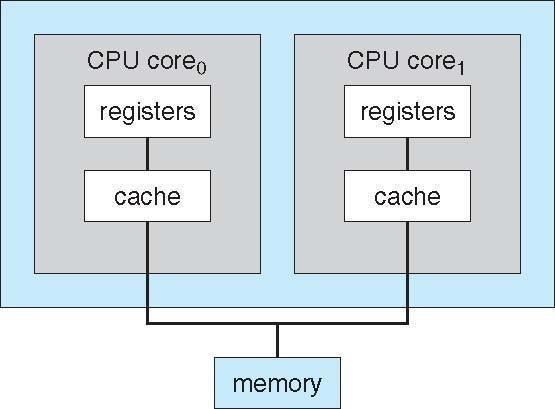 CPU core₀
CPU core₁
registers
registers
cache
cache
memory